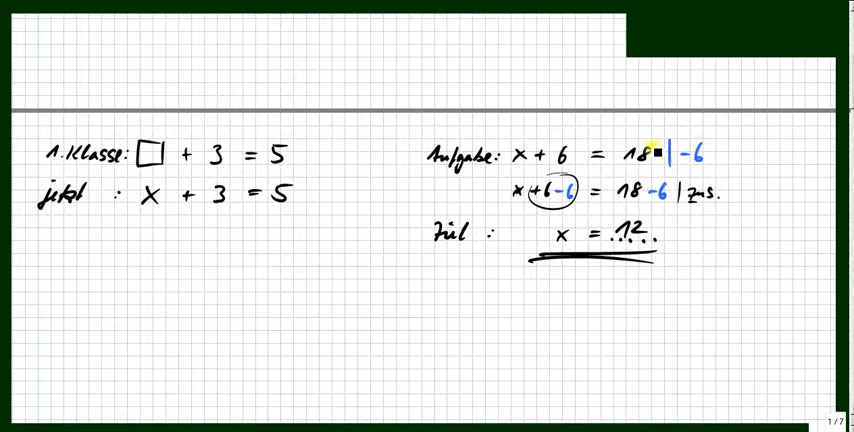 1. Klasse: □ + 3 = 5
jetzt : x + 3 = 5
Aufgabe: x + 6 = 18 | -6
x + 6 - 6 = 18 - 6 | zus.
Ziel : x = 12
1/7